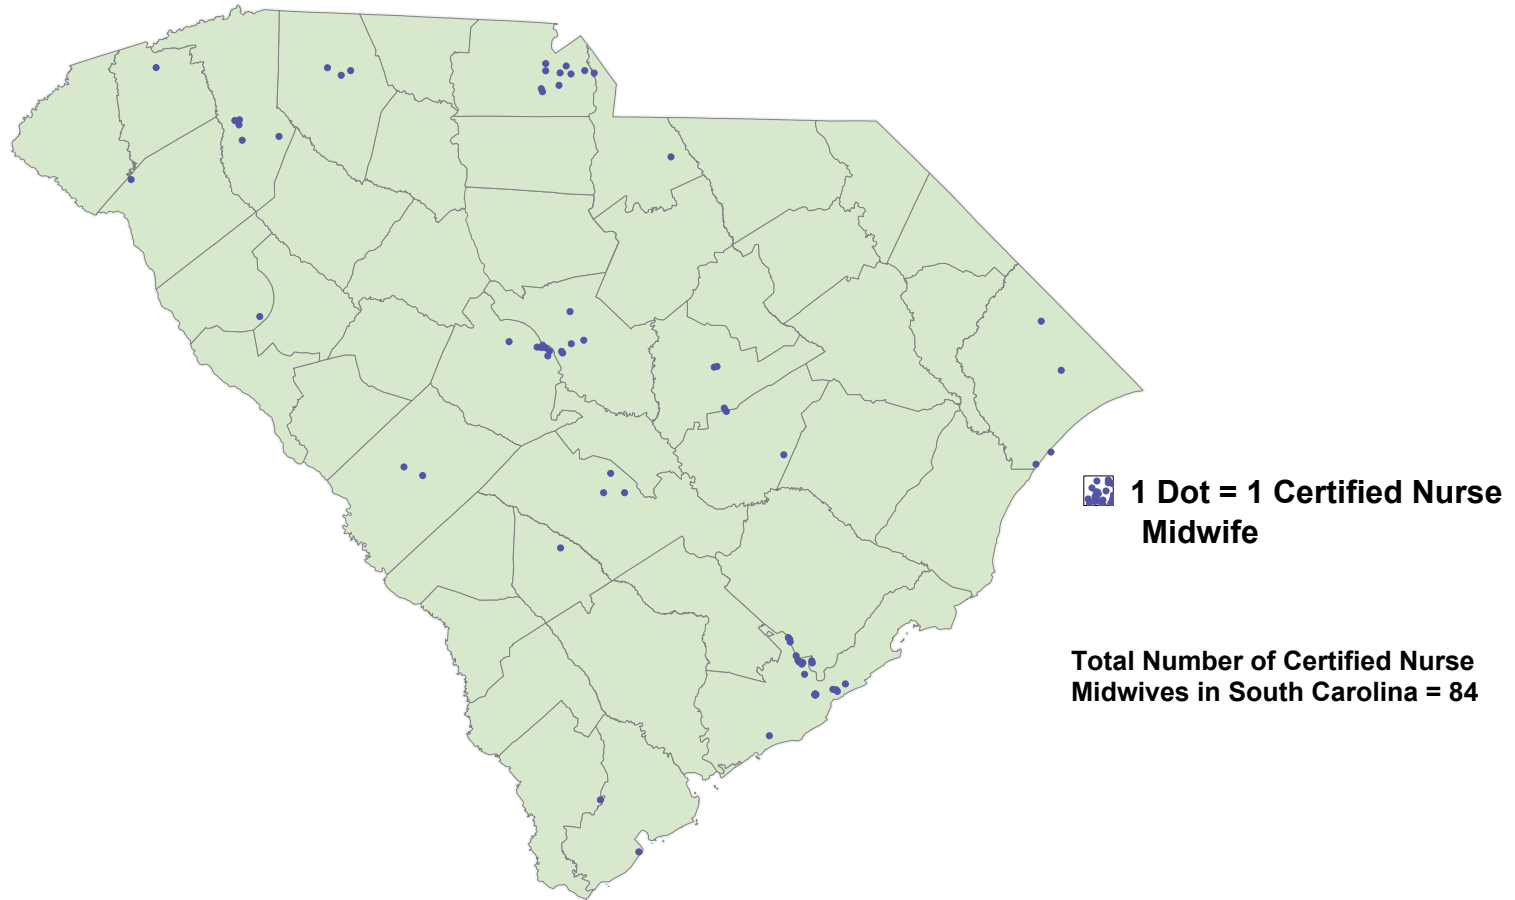 1 Dot = 1 Certified Nurse
Midwife
Total Number of Certified Nurse
Midwives in South Carolina = 84